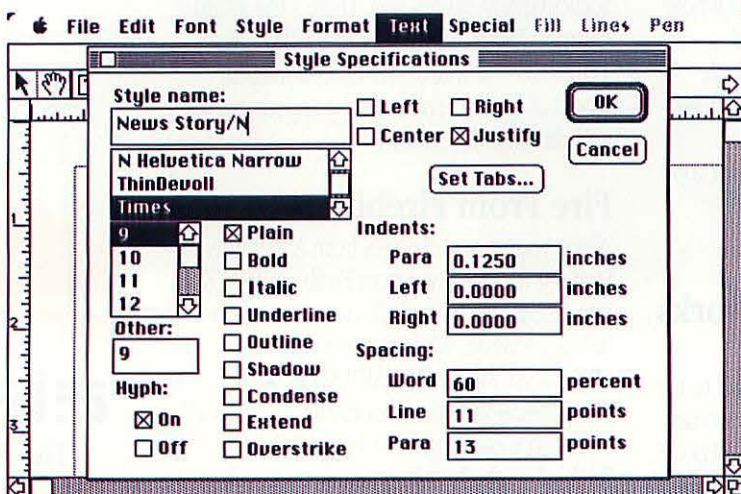 File Edit Font Style Format Text Special Fill Lines Pen
Style Specifications
Style name:
News Story/N
N Helvetica Narrow
ThinDevoll
Times
9
10
11
12
Other:
9
Hyph:
On
Off
Plain
Bold
Italic
Underline
Outline
Shadow
Condense
Extend
Overstrike
Left
Right
Center
Justify
Set Tabs...
OK
Cancel
Indents:
Para 0.1250 inches
Left 0.0000 inches
Right 0.0000 inches
Spacing:
Word 60 percent
Line 11 points
Para 13 points
1
2
3